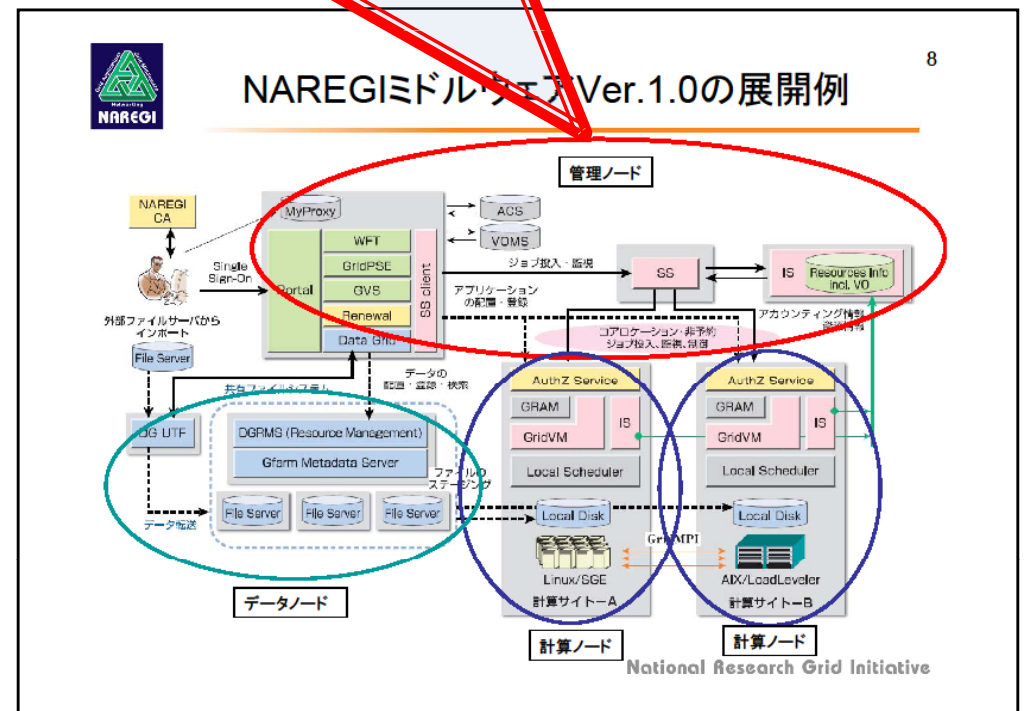 8
NAREGI
NAREGIミドルウェアVer.1.0の展開例
管理ノード
NAREGI
CA
MyProxy
ACS
VOMS
WFT
GridPSE
GVS
Renewal
Data Grid
Portal
SS client
Single
Sign-On
ジョブ投入・監視
SS
IS
Resources Info
incl. VO
アプリケーション
の配置・登録
アカウンティング情報
外部ファイルサーバから
インポート
File Server
コアロケーション・非予約
ジョブ投入、監視、制御
データの
配置・登録・検索
共有ファイルシステム
DG UTF
DGRMS (Resource Management)
Gfarm Metadata Server
ファイルの
ステージング
File Server
File Server
File Server
データ転送
AuthZ Service
GRAM
GridVM
IS
Local Scheduler
Local Disk
Linux/SGE
計算サイトーA
AuthZ Service
GRAM
GridVM
IS
Local Scheduler
Local Disk
AIX/LoadLeveler
計算サイトーB
GridMPI
データノード
計算ノード
計算ノード
National Research Grid Initiative